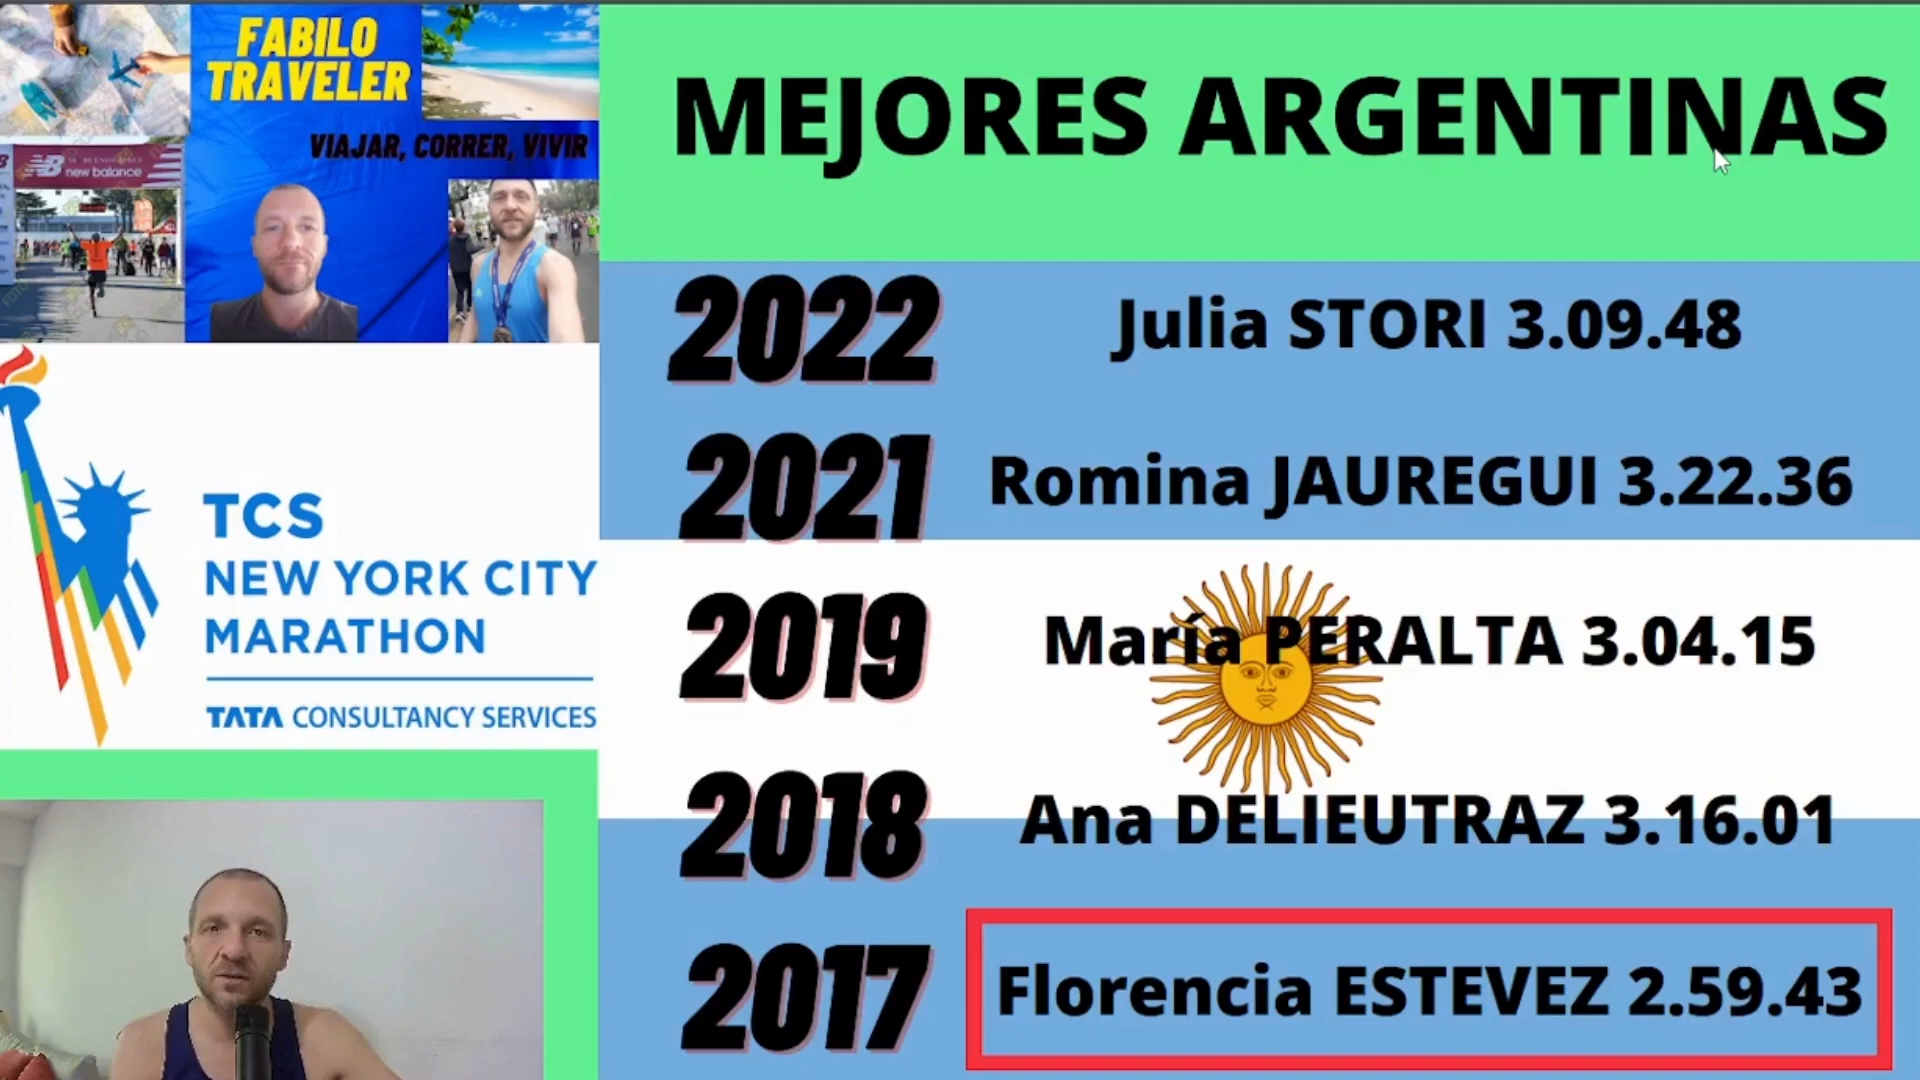 FABILO
TRAVELER
VIAJAR, CORRER, VIVIR
new balance
TCS
NEW YORK CITY
MARATHON
TATA CONSULTANCY SERVICES
MEJORES ARGENTINAS
2022 Julia STORI 3.09.48
2021 Romina JAUREGUI 3.22.36
2019 María PERALTA 3.04.15
2018 Ana DELIEUTRAZ 3.16.01
2017 Florencia ESTEVEZ 2.59.43